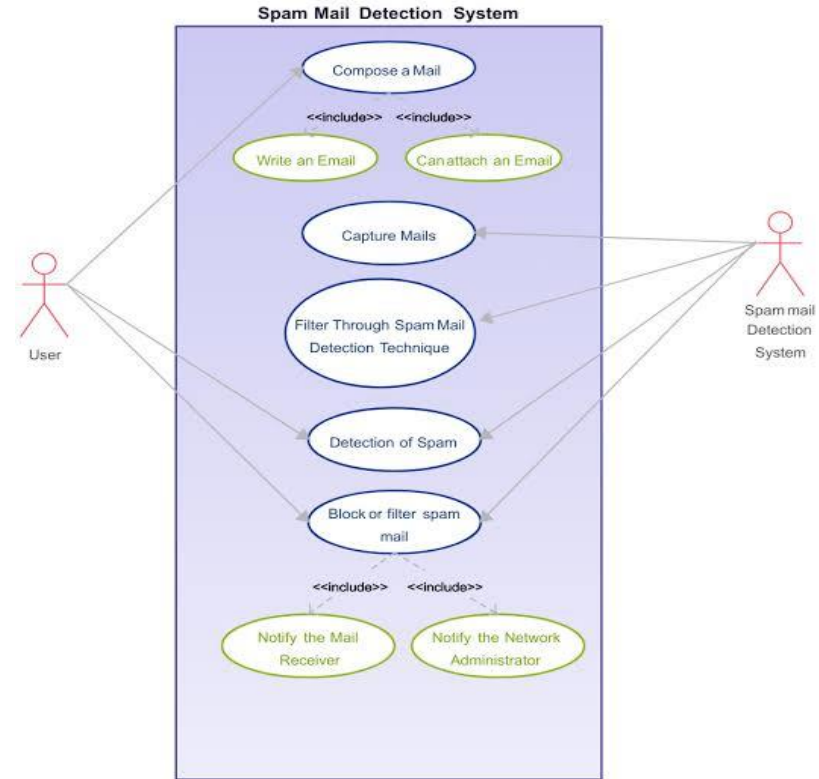 Spam Mail Detection System
Compose a Mail
<<include>> <<include>>
Write an Email
Can attach an Email
Capture Mails
Filter Through Spam Mail
Detection Technique
Detection of Spam
Block or filter spam
mail
<<include>> <<include>>
Notify the Mail
Receiver
Notify the Network
Administrator
User
Spam mail
Detection
System